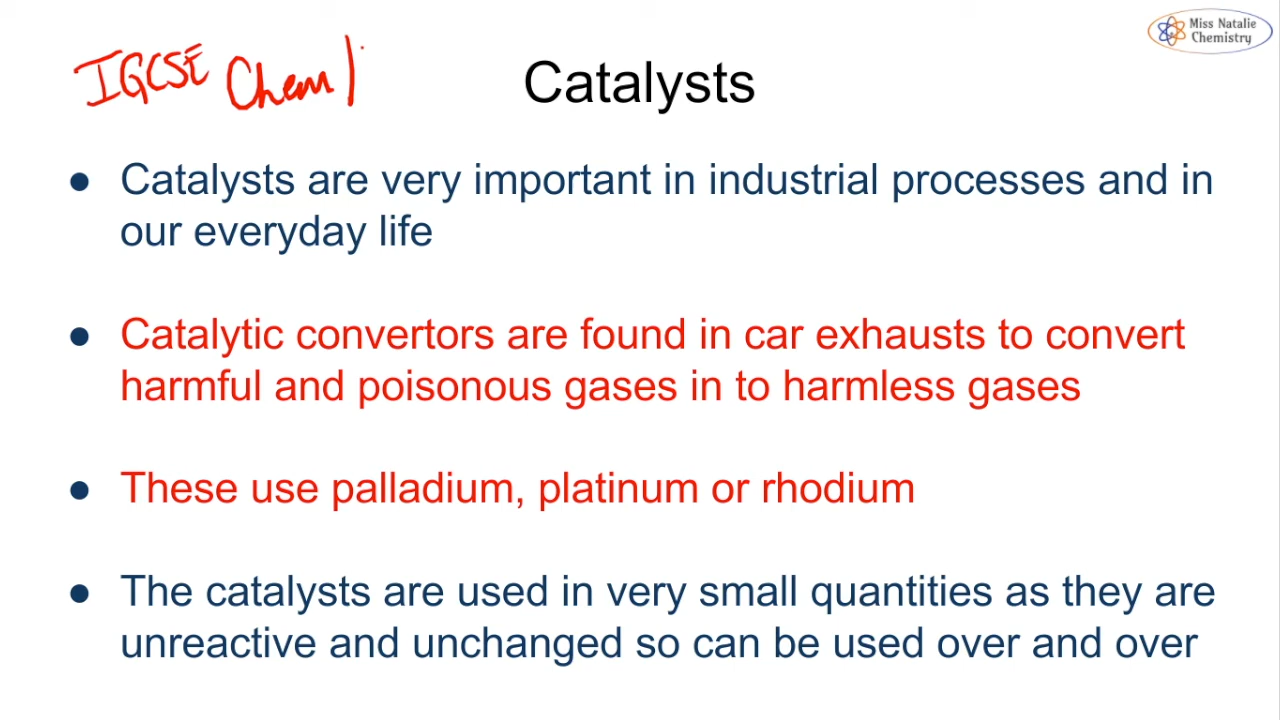 Miss Natalie
Chemistry
IGCSE Chem |
Catalysts
● Catalysts are very important in industrial processes and in
our everyday life
● Catalytic convertors are found in car exhausts to convert
harmful and poisonous gases in to harmless gases
● These use palladium, platinum or rhodium
● The catalysts are used in very small quantities as they are
unreactive and unchanged so can be used over and over